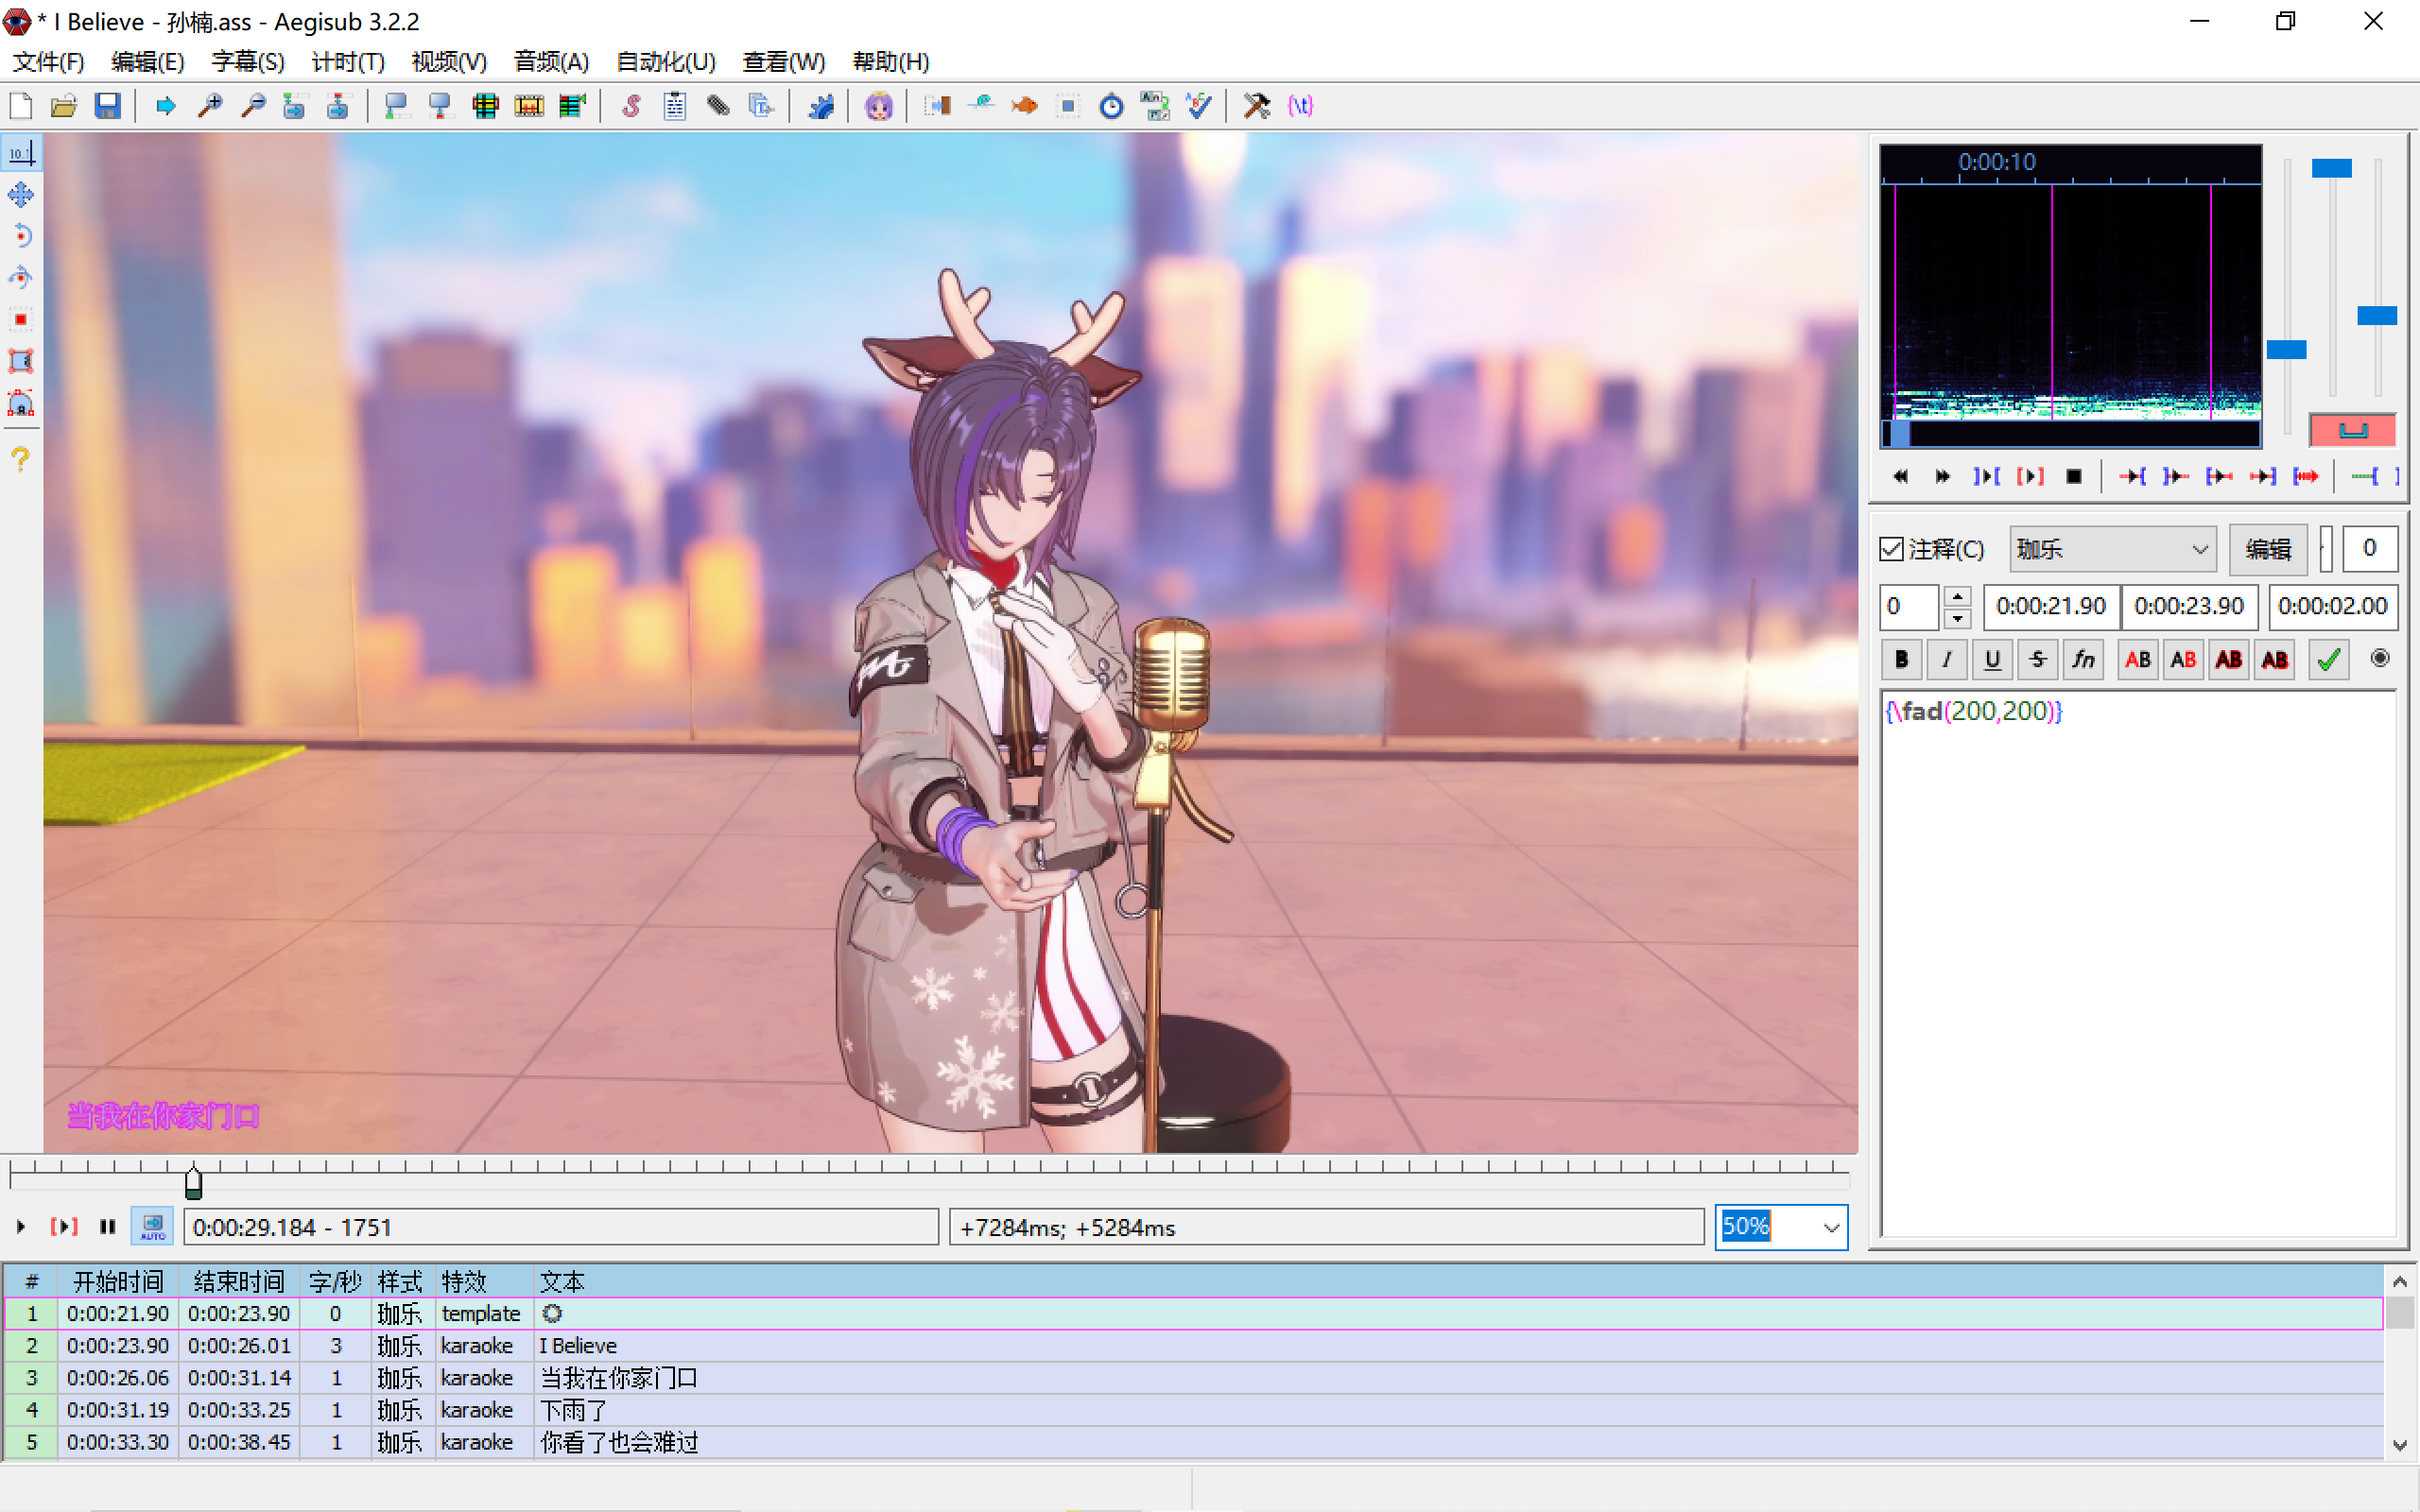 * I Believe - 孙楠.ass - Aegisub 3.2.2
文件(F) 编辑(E) 字幕(S) 计时(T) 视频(V) 音频(A) 自动化(U) 查看(W) 帮助(H)
0:00:10
注释(C) 珈乐 编辑 0
0 0:00:21.90 0:00:23.90 0:00:02.00
B I U S fn AB AB AB AB
{\fad(200,200)}
当我在你家门口
AUTO 0:00:29.184 - 1751 +7284ms; +5284ms 50%
# 开始时间 结束时间 字/秒 样式 特效 文本
1 0:00:21.90 0:00:23.90 0 珈乐 template
2 0:00:23.90 0:00:26.01 3 珈乐 karaoke I Believe
3 0:00:26.06 0:00:31.14 1 珈乐 karaoke 当我在你家门口
4 0:00:31.19 0:00:33.25 1 珈乐 karaoke 下雨了
5 0:00:33.30 0:00:38.45 1 珈乐 karaoke 你看了也会难过